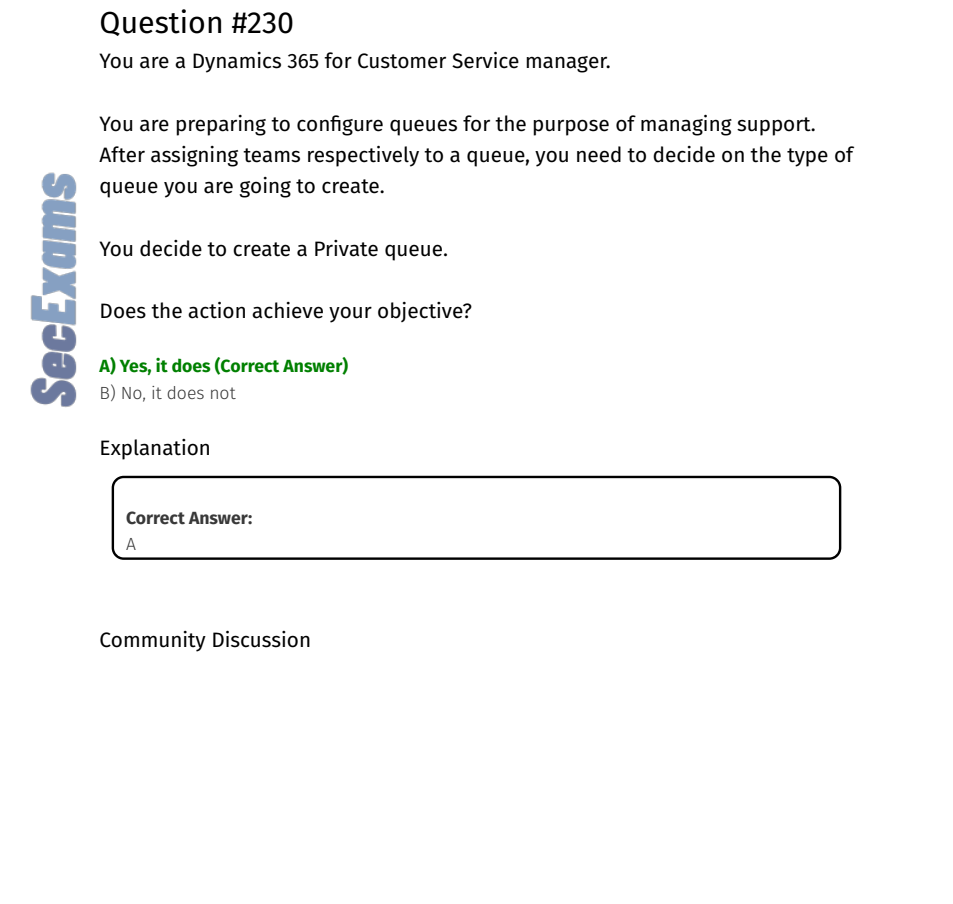 Question #230
You are a Dynamics 365 for Customer Service manager.
You are preparing to configure queues for the purpose of managing support.
After assigning teams respectively to a queue, you need to decide on the type of
queue you are going to create.
You decide to create a Private queue.
Does the action achieve your objective?
A) Yes, it does (Correct Answer)
B) No, it does not
Explanation
Correct Answer:
A
Community Discussion
SecExams